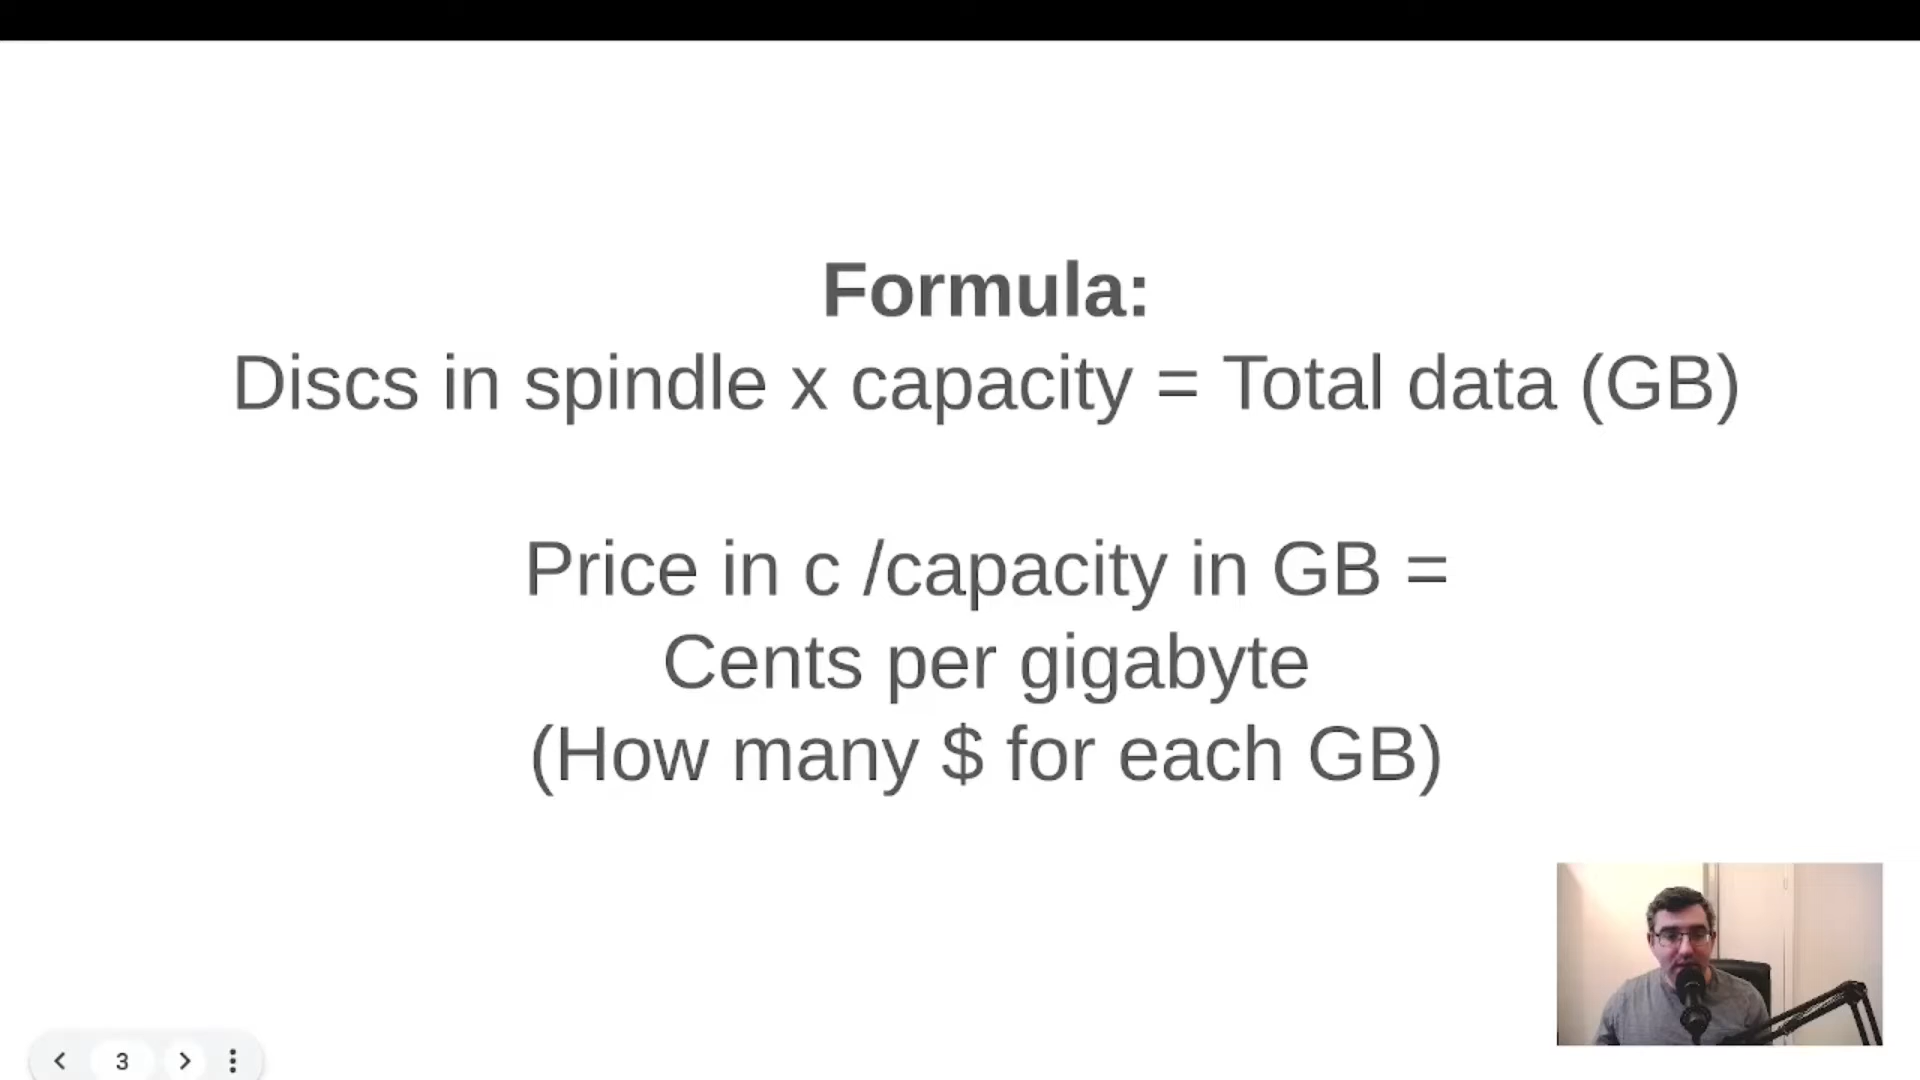 Formula:
Discs in spindle x capacity = Total data (GB)
Price in c /capacity in GB =
Cents per gigabyte
(How many $ for each GB)
3